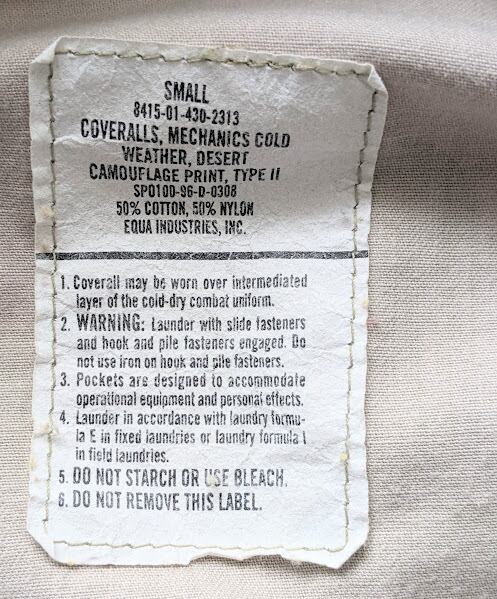 SMALL
8415-01-430-2313
COVERALLS, MECHANICS COLD
WEATHER, DESERT
CAMOUFLAGE PRINT, TYPE II
SPO100-96-D-0308
50% COTTON, 50% NYLON
EQUA INDUSTRIES, INC.
1. Coverall may be worn over intermediated
layer of the cold-dry combat uniform.
2. WARNING: Launder with slide fasteners
and hook and pile fasteners engaged. Do
not use iron on hook and pile fasteners.
3. Pockets are designed to accommodate
operational equipment and personal effects.
4. Launder in accordance with laundry formu-
la E in fixed laundries or laundry formula I
in field laundries.
5. DO NOT STARCH OR USE BLEACH.
6. DO NOT REMOVE THIS LABEL.